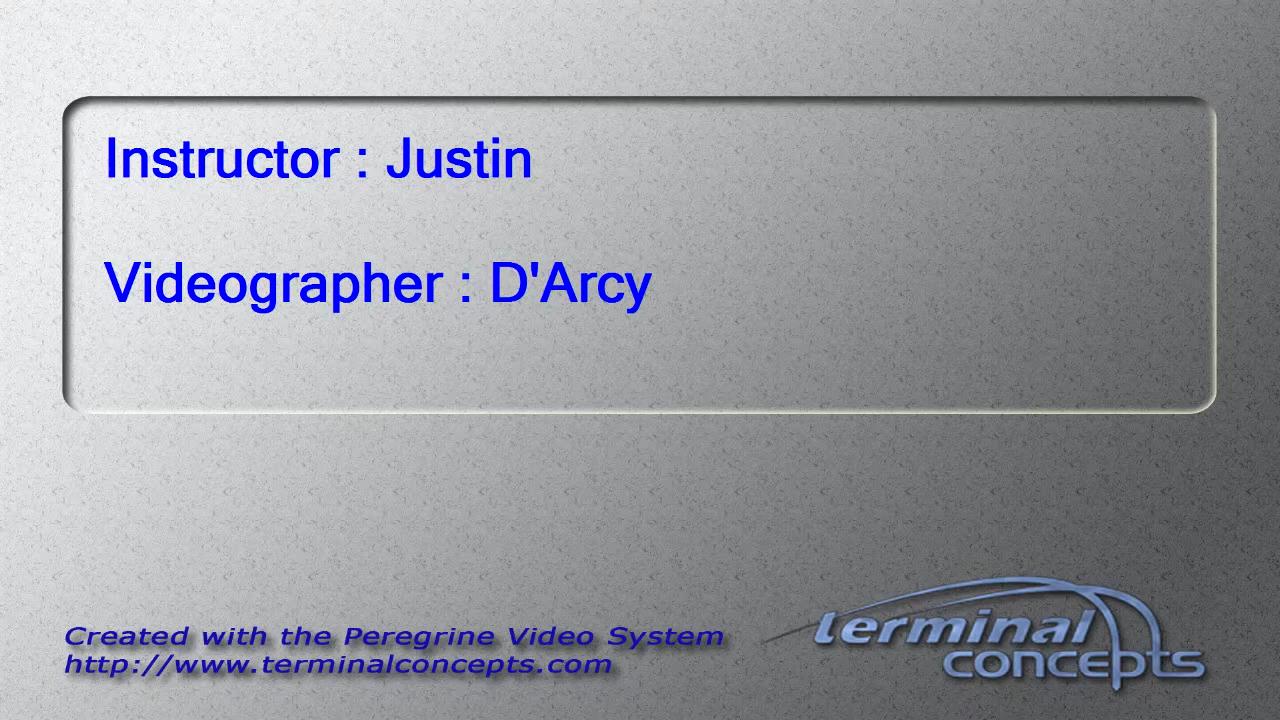 Instructor : Justin
Videographer : D'Arcy
Created with the Peregrine Video System
http://www.terminalconcepts.com
terminal
concepts